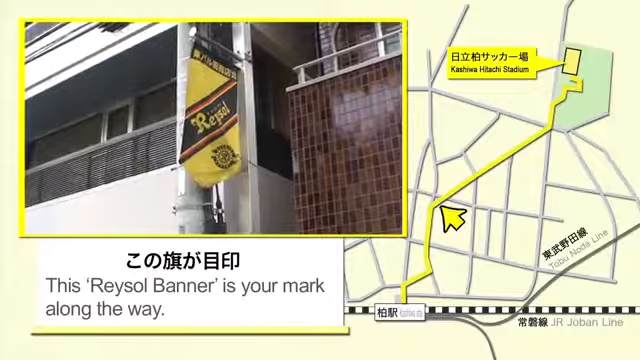 Reysol
この旗が目印
This ‘Reysol Banner’ is your mark
along the way.
日立柏サッカー場
Kashiwa Hitachi Stadium
東武野田線
Tobu Noda Line
柏駅
常磐線 JR Joban Line